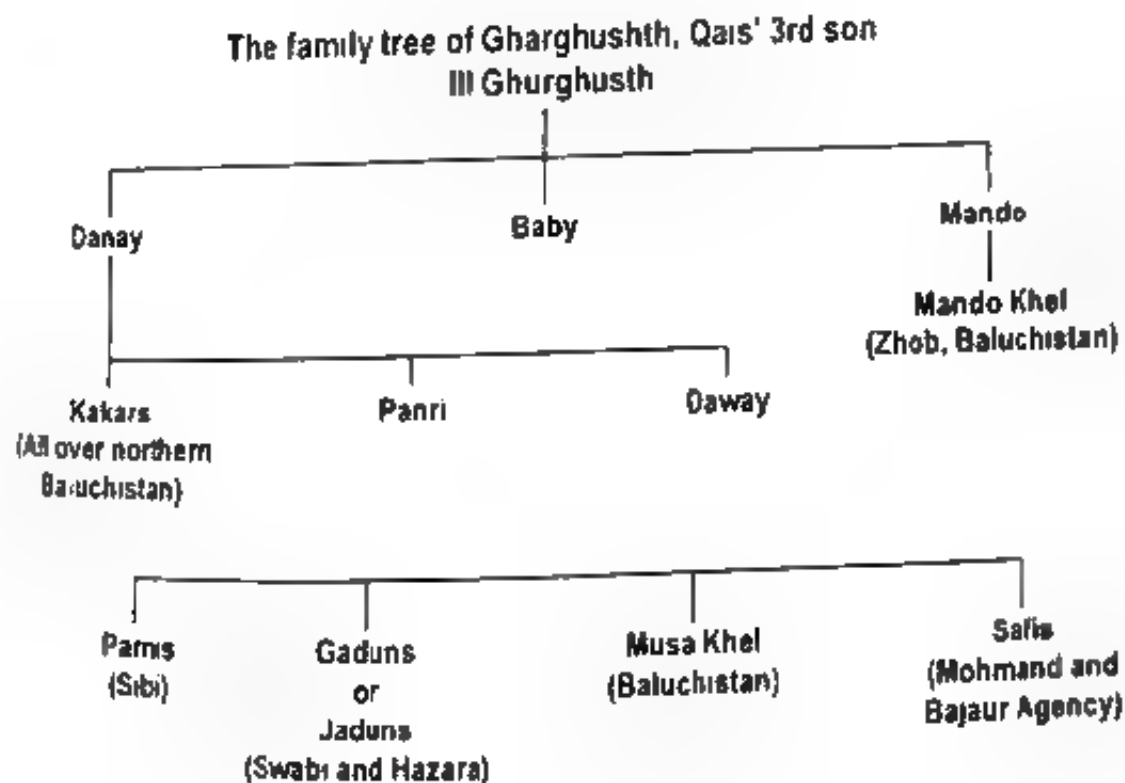 The family tree of Gharghushth, Qais' 3rd son
III Ghurghusth
Danay
Baby
Mando
Mando Khel
(Zhob, Baluchistan)
Kakars
(All over northern
Baluchistan)
Panri
Daway
Parnis
(Sibi)
Gaduns
or
Jaduns
(Swabi and Hazara)
Musa Khel
(Baluchistan)
Safis
(Mohmand and
Bajaur Agency)